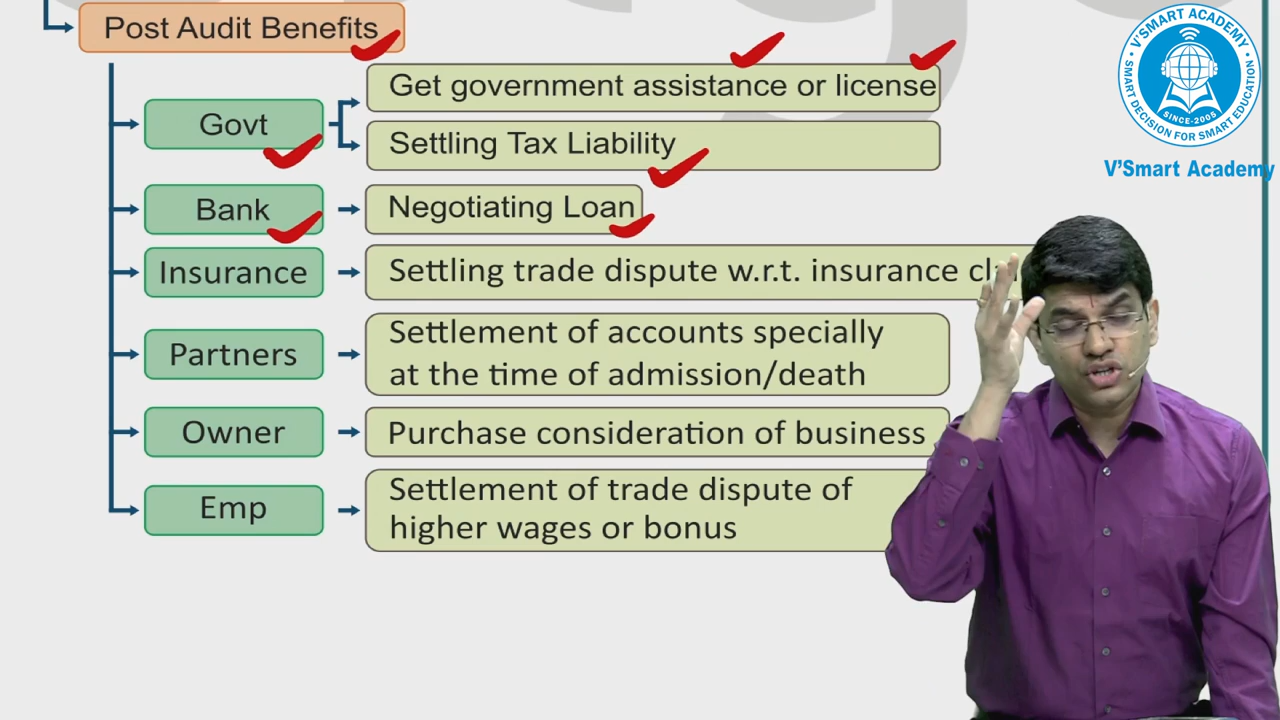 Post Audit Benefits
Govt
Get government assistance or license
Settling Tax Liability
Bank
Negotiating Loan
Insurance
Settling trade dispute w.r.t. insurance
Partners
Settlement of accounts specially
at the time of admission/death
Owner
Purchase consideration of business
Emp
Settlement of trade dispute of
higher wages or bonus
V'SMART ACADEMY
SMART DECISION FOR SMART EDUCATION
SINCE-2005
V'Smart Academy